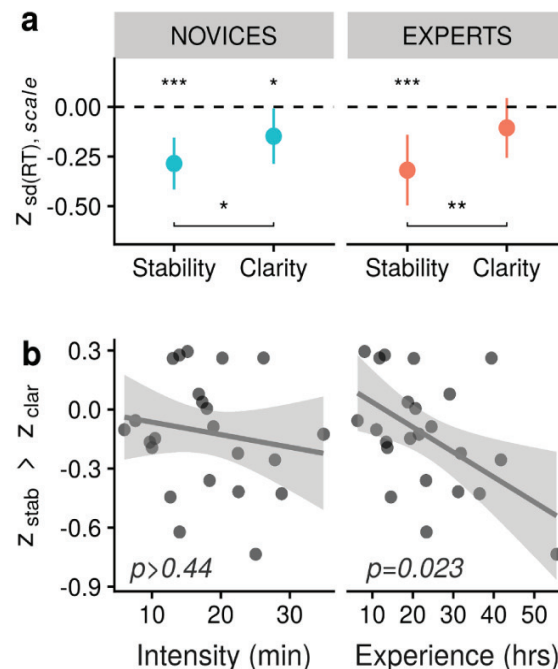 a
NOVICES EXPERTS
*** * ***
0.00
-0.25
-0.50
z sd(RT), scale
* **
Stability Clarity Stability Clarity
b
0.3
0.0
-0.3
-0.6
-0.9
z stab > z clar
p>0.44 p=0.023
10 20 30 10 20 30 40 50
Intensity (min) Experience (hrs)